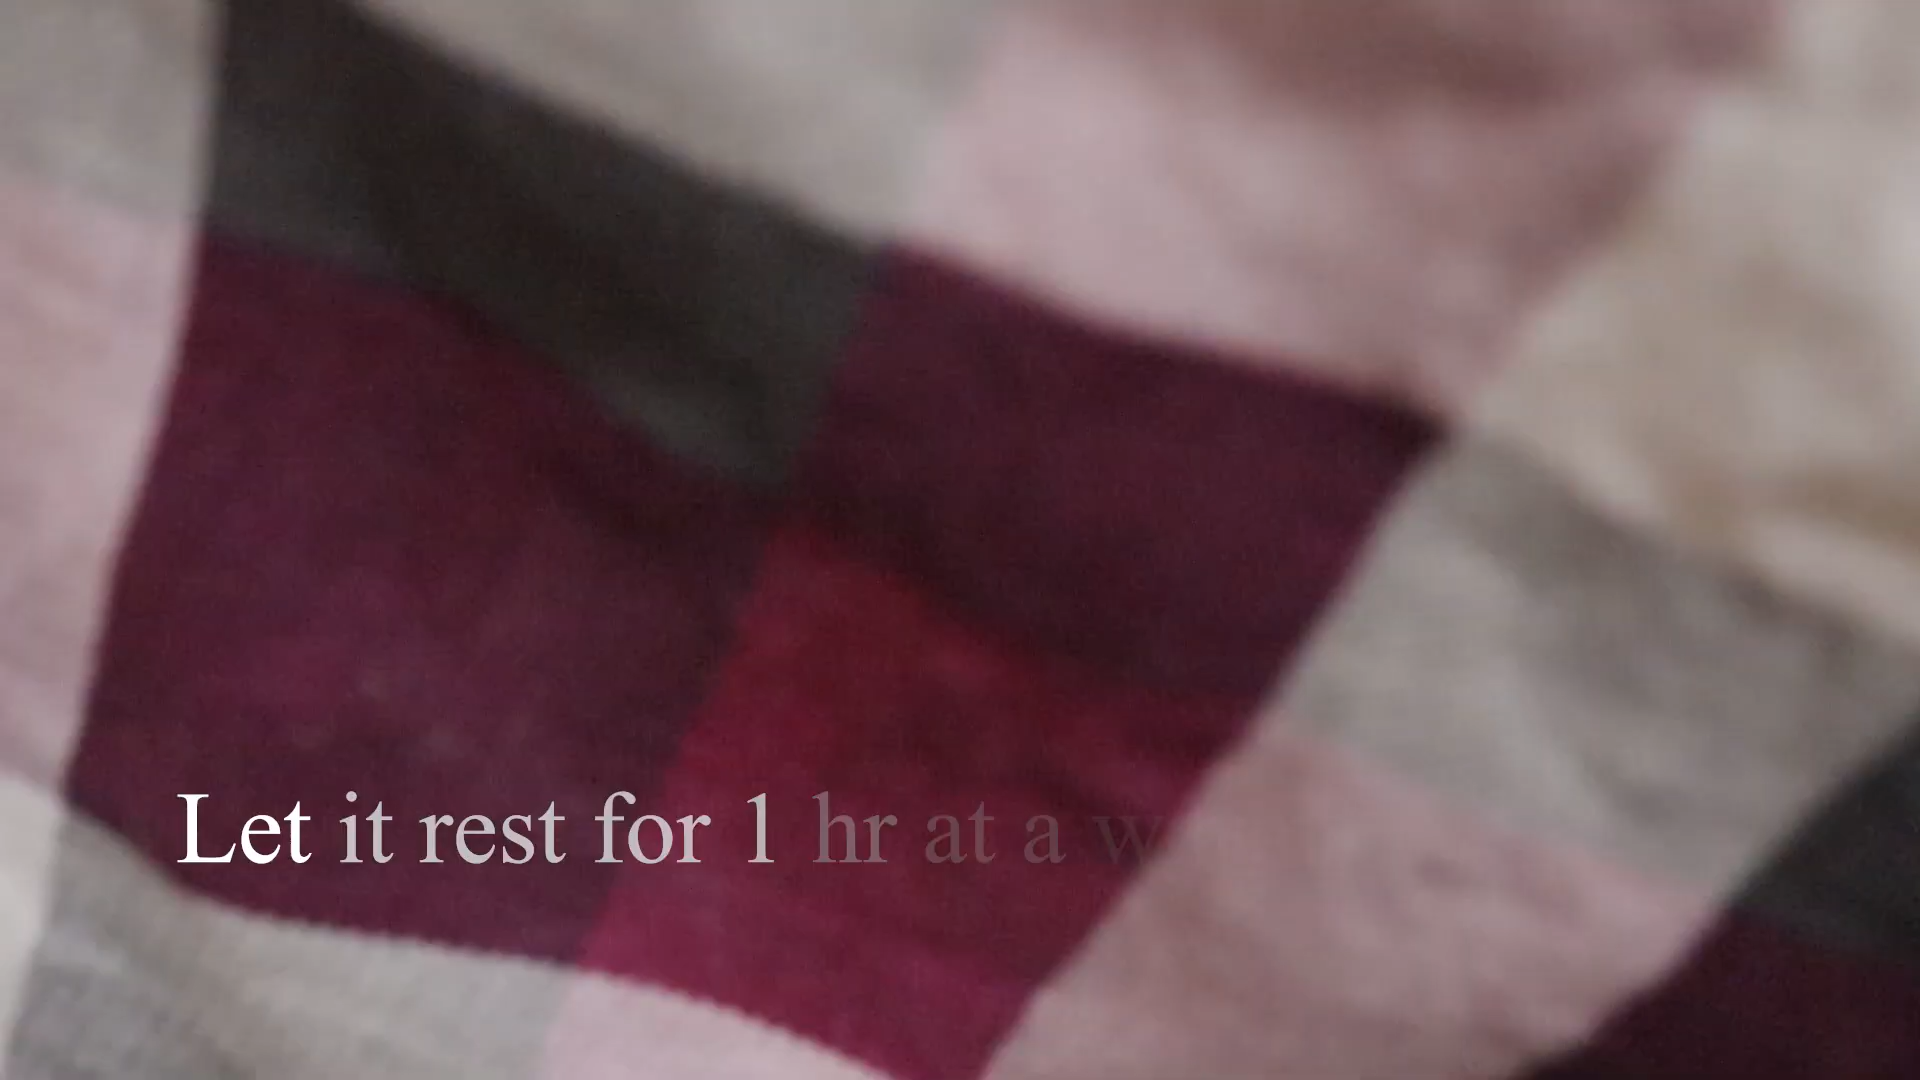 Let it rest for 1 hr at a